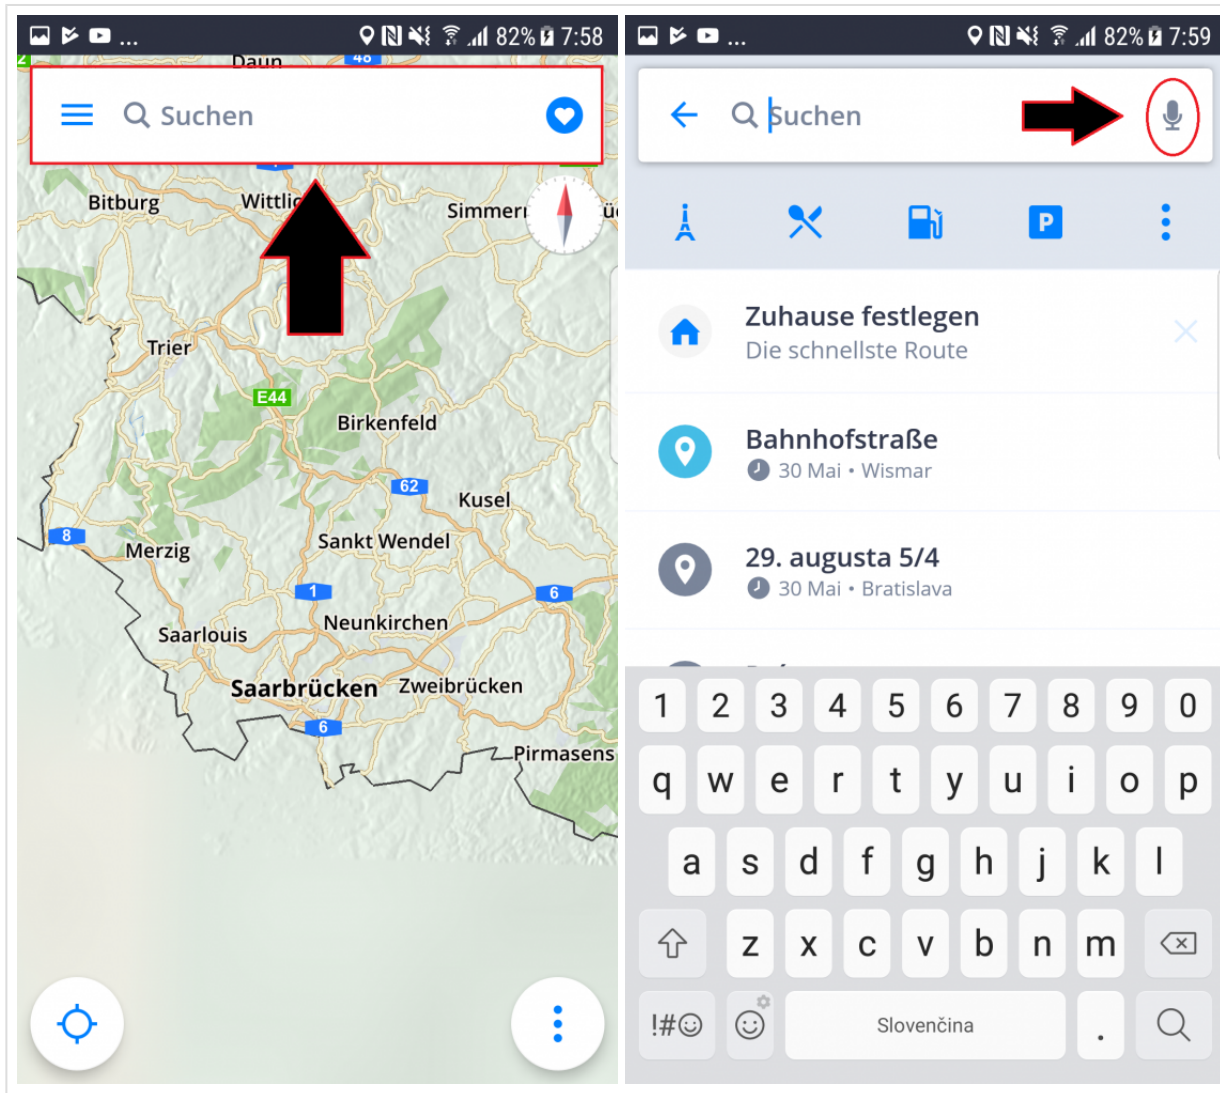 ... 82% 7:58
2 Daun 48
Suchen
Bitburg Wittlic Simmern
Trier
E44
Birkenfeld
62
Kusel
8
Merzig Sankt Wendel
1 6
Neunkirchen
Saarlouis
Saarbrücken Zweibrücken
6
Pirmasens
... 82% 7:59
Suchen
P
Zuhause festlegen
Die schnellste Route
Bahnhofstraße
30 Mai • Wismar
29. augusta 5/4
30 Mai • Bratislava
1 2 3 4 5 6 7 8 9 0
q w e r t y u i o p
a s d f g h j k l
z x c v b n m
!#☺ Slovenčina .